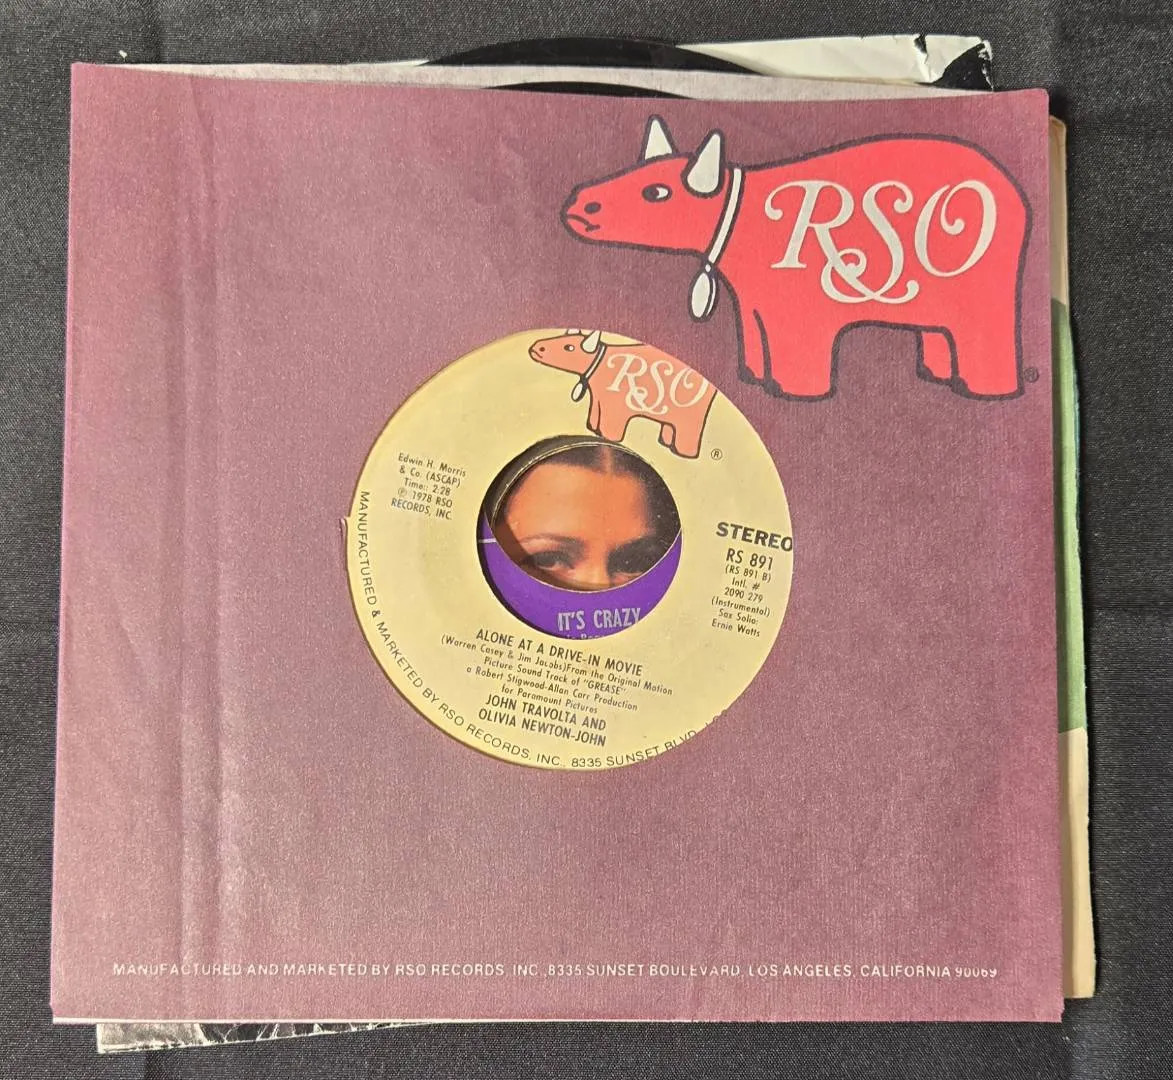 RSO
®
RSO
®
Edwin H. Morris
& Co. (ASCAP)
Time:: 2:28
℗ 1978 RSO
RECORDS, INC.
STEREO
RS 891
(RS 891 B)
Intl. #
2090 279
(Instrumental)
Sax Solio:
Ernie Watts
IT'S CRAZY
ALONE AT A DRIVE-IN MOVIE
(Warren Casey & Jim Jacobs)From the Original Motion
Picture Sound Track of "GREASE"
a Robert Stigwood-Allan Carr Production
for Paramount Pictures
JOHN TRAVOLTA AND
OLIVIA NEWTON-JOHN
MANUFACTURED & MARKETED BY RSO RECORDS, INC., 8335 SUNSET BLVD
MANUFACTURED AND MARKETED BY RSO RECORDS, INC.,8335 SUNSET BOULEVARD, LOS ANGELES, CALIFORNIA 90069